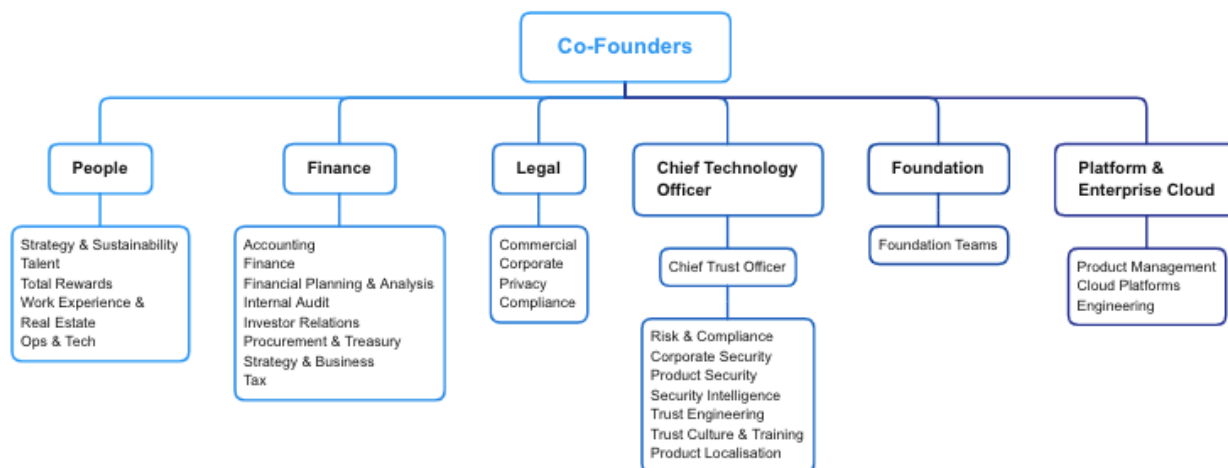 Co-Founders
People
Strategy & Sustainability
Talent
Total Rewards
Work Experience &
Real Estate
Ops & Tech
Finance
Accounting
Finance
Financial Planning & Analysis
Internal Audit
Investor Relations
Procurement & Treasury
Strategy & Business
Tax
Legal
Commercial
Corporate
Privacy
Compliance
Chief Technology
Officer
Chief Trust Officer
Risk & Compliance
Corporate Security
Product Security
Security Intelligence
Trust Engineering
Trust Culture & Training
Product Localisation
Foundation
Foundation Teams
Platform &
Enterprise Cloud
Product Management
Cloud Platforms
Engineering